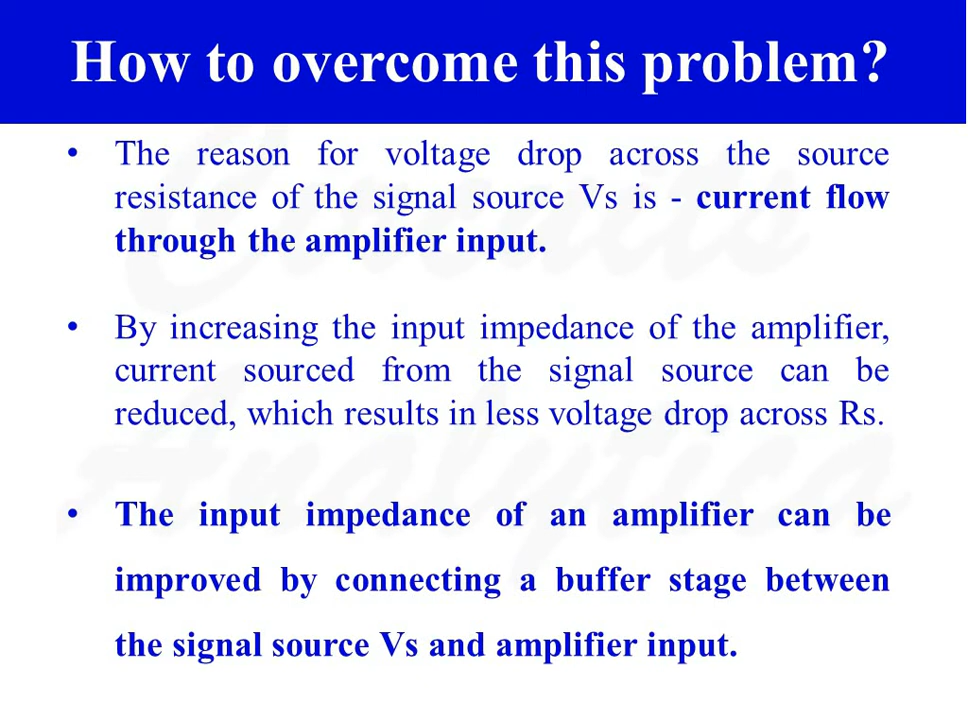 How to overcome this problem?
• The reason for voltage drop across the source
resistance of the signal source Vs is - current flow
through the amplifier input.
• By increasing the input impedance of the amplifier,
current sourced from the signal source can be
reduced, which results in less voltage drop across Rs.
• The input impedance of an amplifier can be
improved by connecting a buffer stage between
the signal source Vs and amplifier input.
Circuits
Analytica